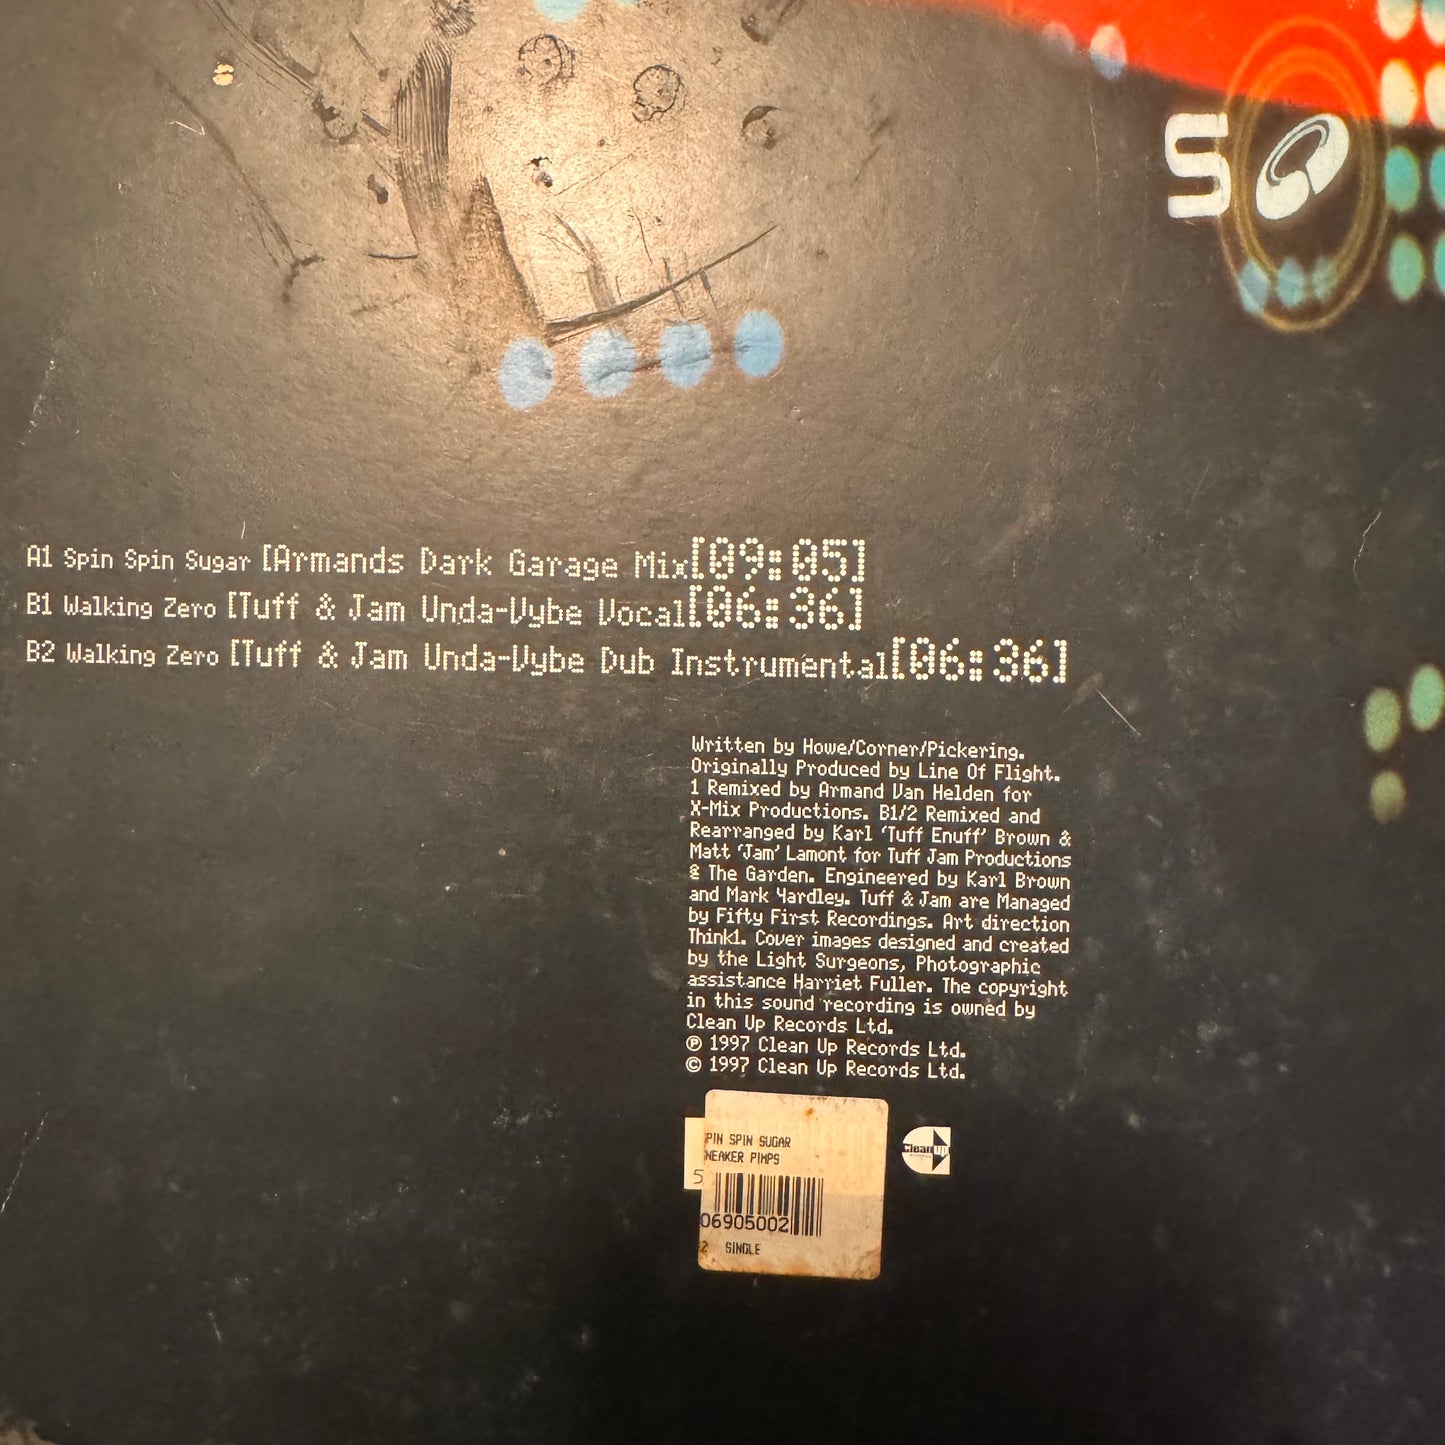 50
A1 Spin Spin Sugar [Armands Dark Garage Mix[09:05]
B1 Walking Zero [Tuff & Jam Unda-Vybe Vocal[06:36]
B2 Walking Zero [Tuff & Jam Unda-Vybe Dub Instrumental[06:36]
Written by Howe/Corner/Pickering.
Originally Produced by Line Of Flight.
1 Remixed by Armand Van Helden for
X-Mix Productions. B1/2 Remixed and
Rearranged by Karl ‘Tuff Enuff’ Brown &
Matt ‘Jam’ Lamont for Tuff Jam Productions
@ The Garden. Engineered by Karl Brown
and Mark Yardley. Tuff & Jam are Managed
by Fifty First Recordings. Art direction
Think1. Cover images designed and created
by the Light Surgeons, Photographic
assistance Harriet Fuller. The copyright
in this sound recording is owned by
Clean Up Records Ltd.
℗ 1997 Clean Up Records Ltd.
© 1997 Clean Up Records Ltd.
PIN SPIN SUGAR
NEAKER PIMPS
5
06905002
2 SINGLE
Clean up